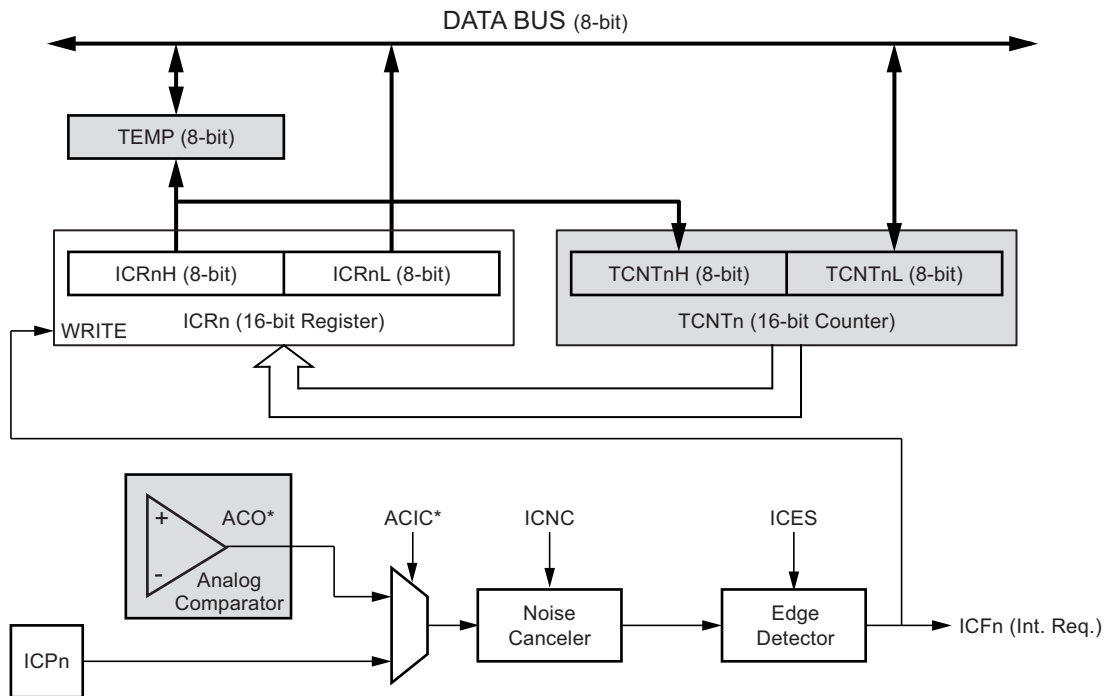 DATA BUS (8-bit)
TEMP (8-bit)
ICRnH (8-bit)
ICRnL (8-bit)
TCNTnH (8-bit)
TCNTnL (8-bit)
WRITE
ICRn (16-bit Register)
TCNTn (16-bit Counter)
+
-
ACO*
Analog
Comparator
ACIC*
ICNC
ICES
Noise
Canceler
Edge
Detector
ICFn (Int. Req.)
ICPn